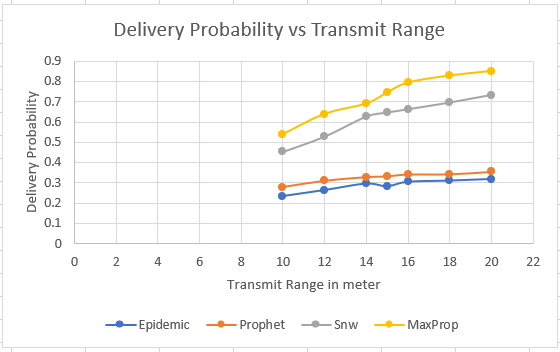 Delivery Probability vs Transmit Range
Delivery Probability
0.9
0.8
0.7
0.6
0.5
0.4
0.3
0.2
0.1
0
0 2 4 6 8 10 12 14 16 18 20 22
Transmit Range in meter
Epidemic Prophet Snw MaxProp